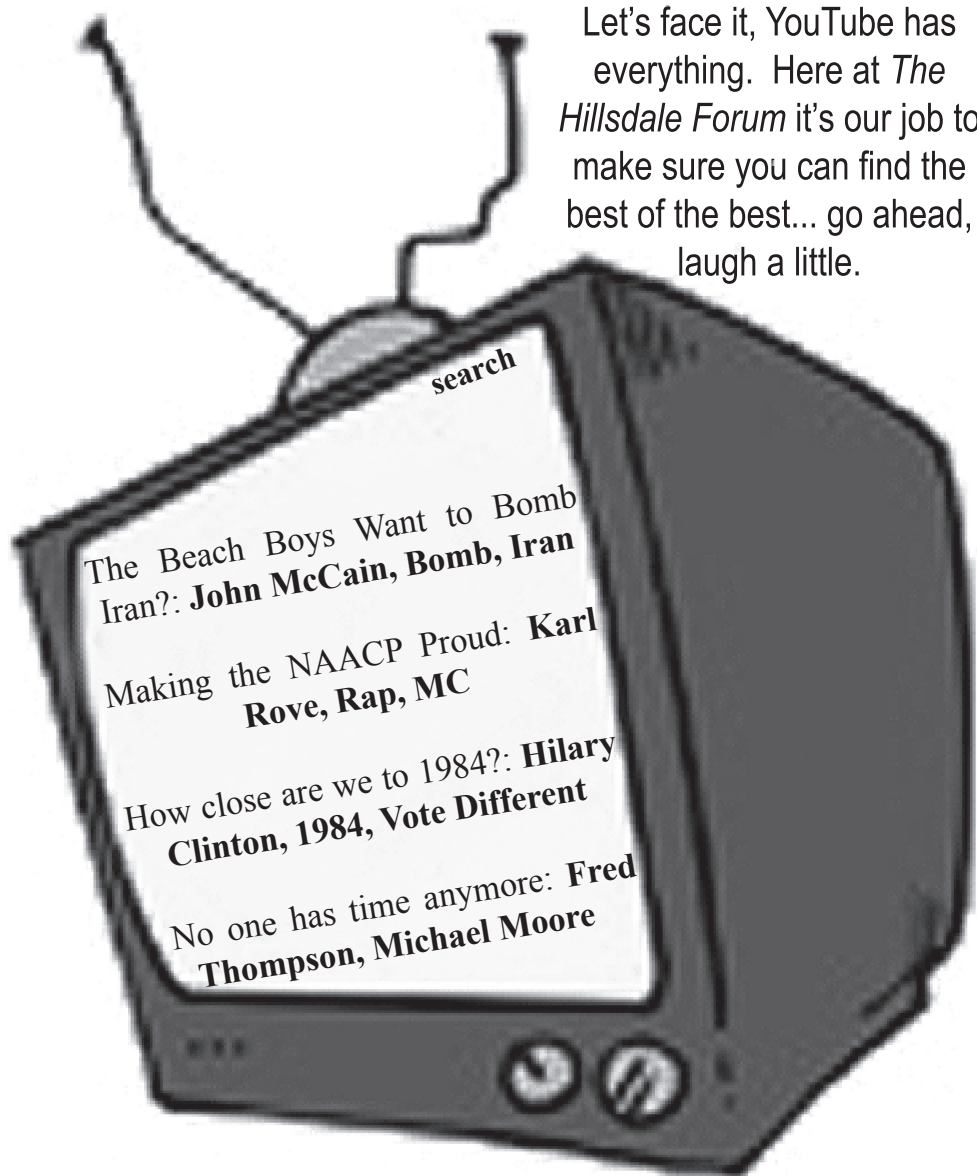 Let's face it, YouTube has
everything. Here at The
Hillsdale Forum it's our job to
make sure you can find the
best of the best... go ahead,
laugh a little.
search
The Beach Boys Want to Bomb
Iran?: John McCain, Bomb, Iran
Making the NAACP Proud: Karl
Rove, Rap, MC
How close are we to 1984?: Hilary
Clinton, 1984, Vote Different
No one has time anymore: Fred
Thompson, Michael Moore